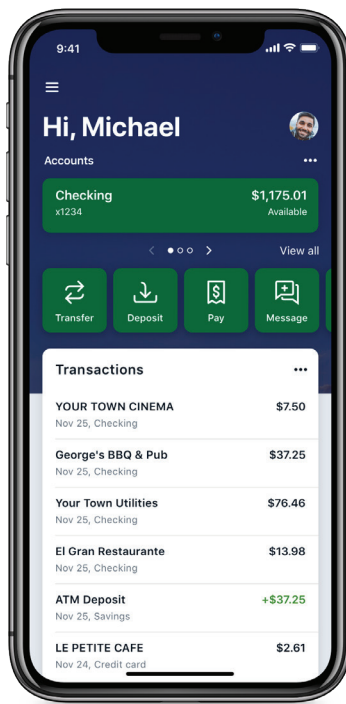 9:41
Hi, Michael
Accounts
Checking $1,175.01
x1234 Available
View all
Transfer Deposit Pay Message
Transactions
YOUR TOWN CINEMA $7.50
Nov 25, Checking
George's BBQ & Pub $37.25
Nov 25, Checking
Your Town Utilities $76.46
Nov 25, Checking
El Gran Restaurante $13.98
Nov 25, Checking
ATM Deposit +$37.25
Nov 25, Savings
LE PETITE CAFE $2.61
Nov 24, Credit card